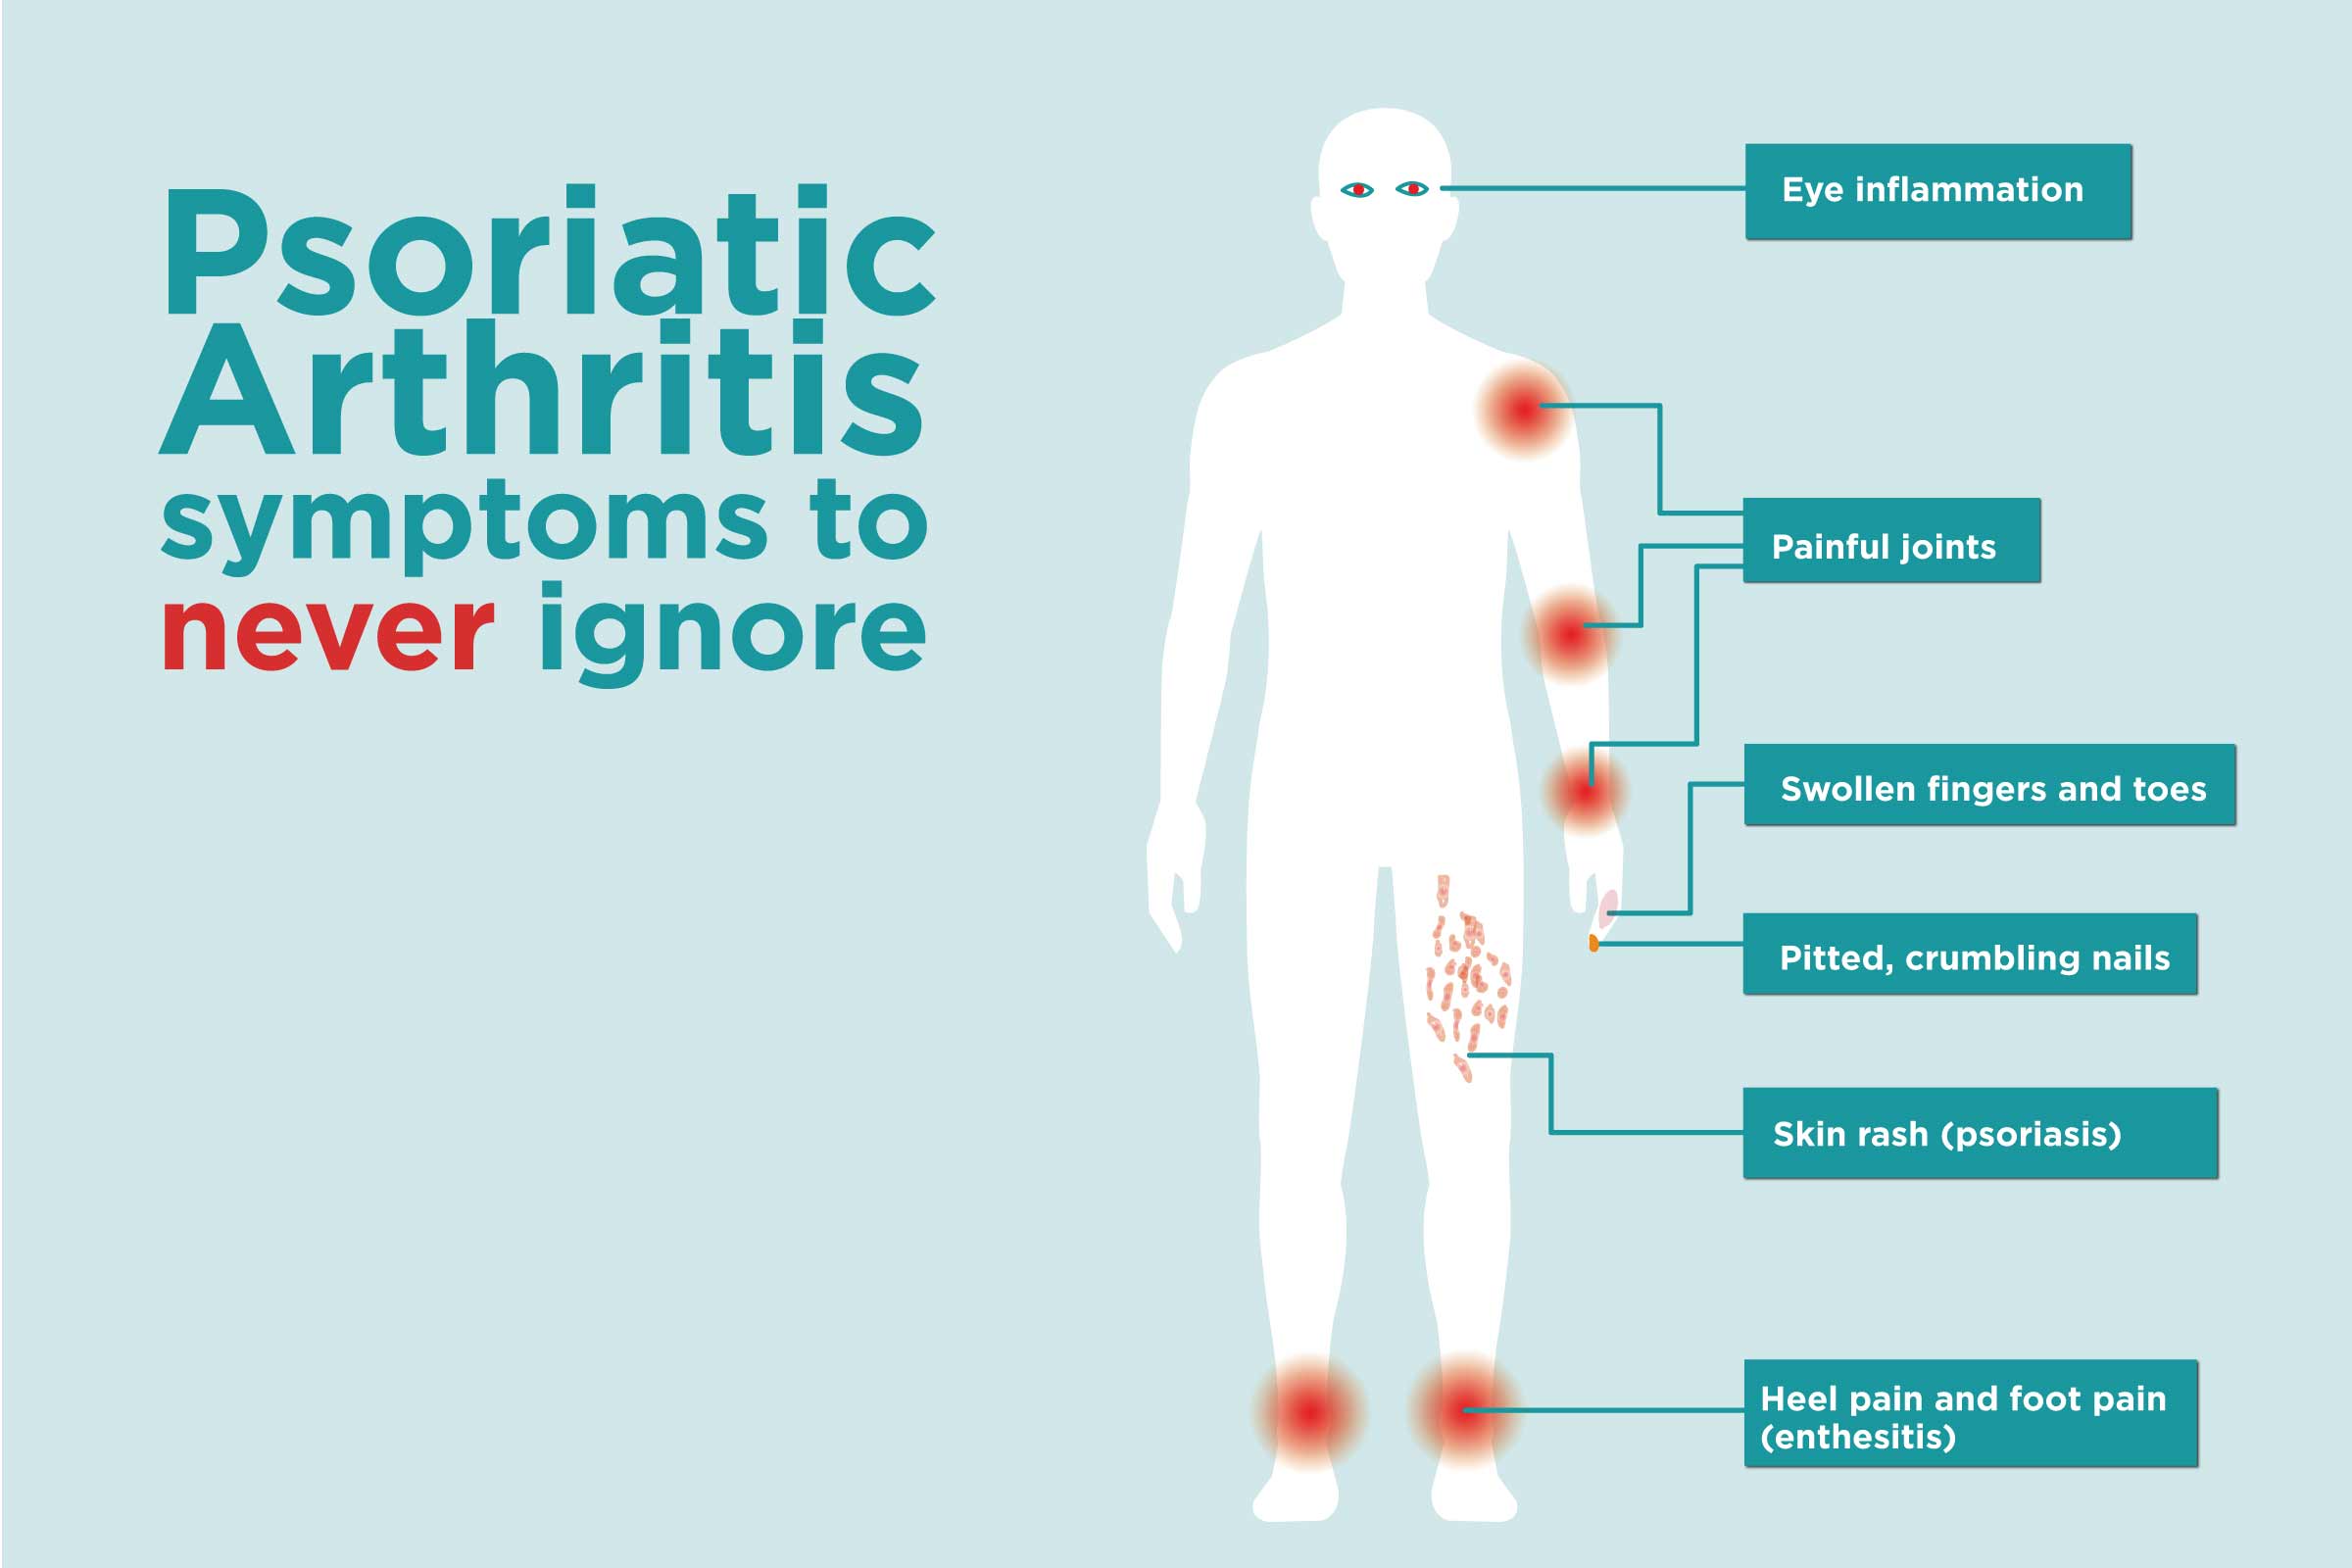 Psoriatic
Arthritis
symptoms to
never ignore
Eye inflammation
Painful joints
Swollen fingers and toes
Pitted, crumbling nails
Skin rash (psoriasis)
Heel pain and foot pain
(enthesitis)